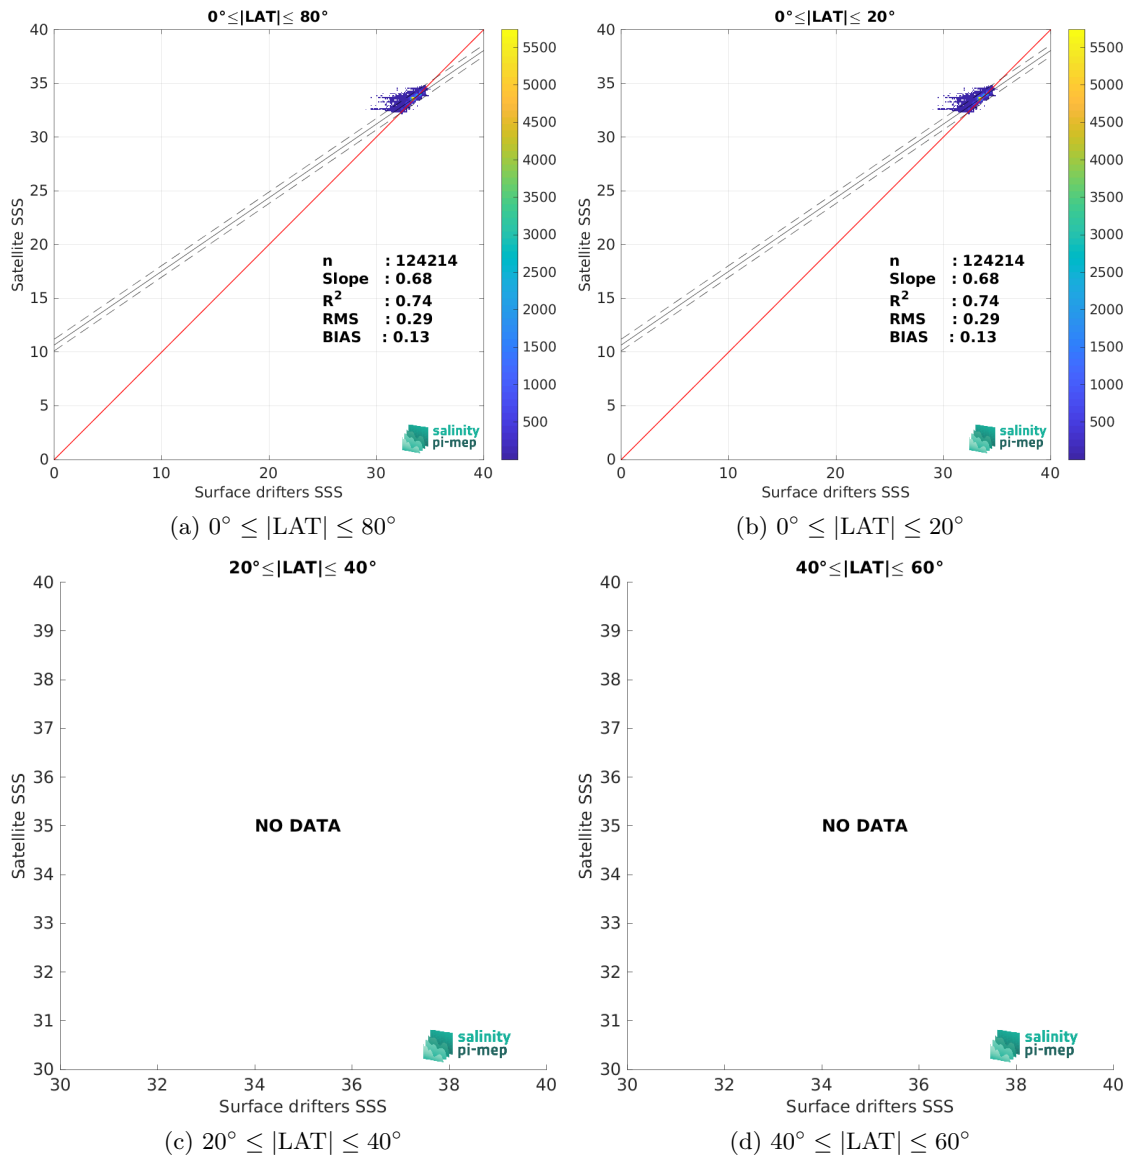 0°≤|LAT|≤ 80°
40
35
30
25
20
15
10
5
0
Satellite SSS
0
10
20
30
40
Surface drifters SSS
n : 124214
Slope : 0.68
R² : 0.74
RMS : 0.29
BIAS : 0.13
salinity
pi-mep
5500
5000
4500
4000
3500
3000
2500
2000
1500
1000
500
(a) 0° ≤ |LAT| ≤ 80°
0°≤|LAT|≤ 20°
40
35
30
25
20
15
10
5
0
Satellite SSS
0
10
20
30
40
Surface drifters SSS
n : 124214
Slope : 0.68
R² : 0.74
RMS : 0.29
BIAS : 0.13
salinity
pi-mep
5500
5000
4500
4000
3500
3000
2500
2000
1500
1000
500
(b) 0° ≤ |LAT| ≤ 20°
20°≤|LAT|≤ 40°
40
39
38
37
36
35
34
33
32
31
30
Satellite SSS
NO DATA
salinity
pi-mep
30
32
34
36
38
40
Surface drifters SSS
(c) 20° ≤ |LAT| ≤ 40°
40°≤|LAT|≤ 60°
40
39
38
37
36
35
34
33
32
31
30
Satellite SSS
NO DATA
salinity
pi-mep
30
32
34
36
38
40
Surface drifters SSS
(d) 40° ≤ |LAT| ≤ 60°